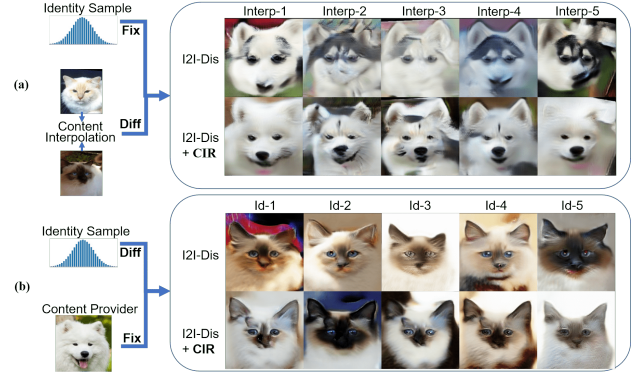 Identity Sample
Fix
(a)
Content
Interpolation
Diff
Interp-1 Interp-2 Interp-3 Interp-4 Interp-5
I2I-Dis
I2I-Dis
+ CIR
Identity Sample
Diff
(b)
Content Provider
Fix
Id-1 Id-2 Id-3 Id-4 Id-5
I2I-Dis
I2I-Dis
+ CIR